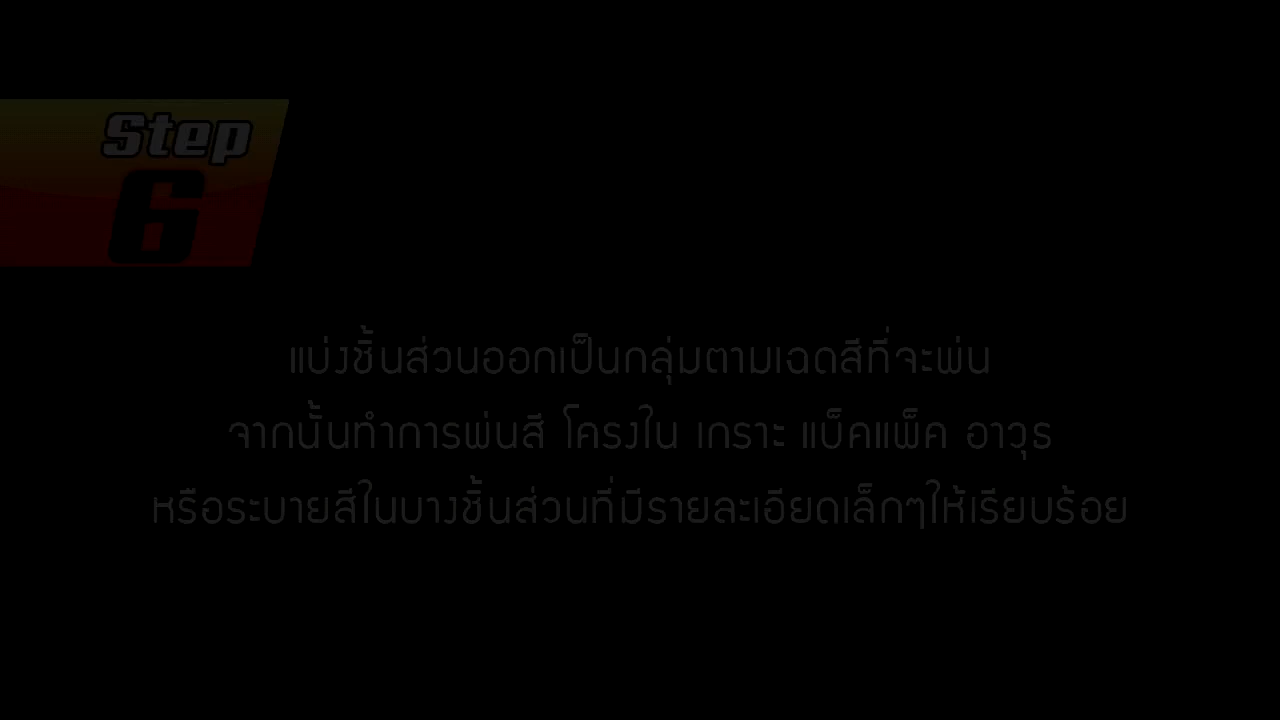 Step
6
แบ่งชิ้นส่วนออกเป็นกลุ่มตามเฉดสีที่จะพ่น
จากนั้นทำการพ่นสี โครงใน เกราะ แบ็คแพ็ค อาวุธ
หรือระบายสีในบางชิ้นส่วนที่มีรายละเอียดเล็กๆให้เรียบร้อย